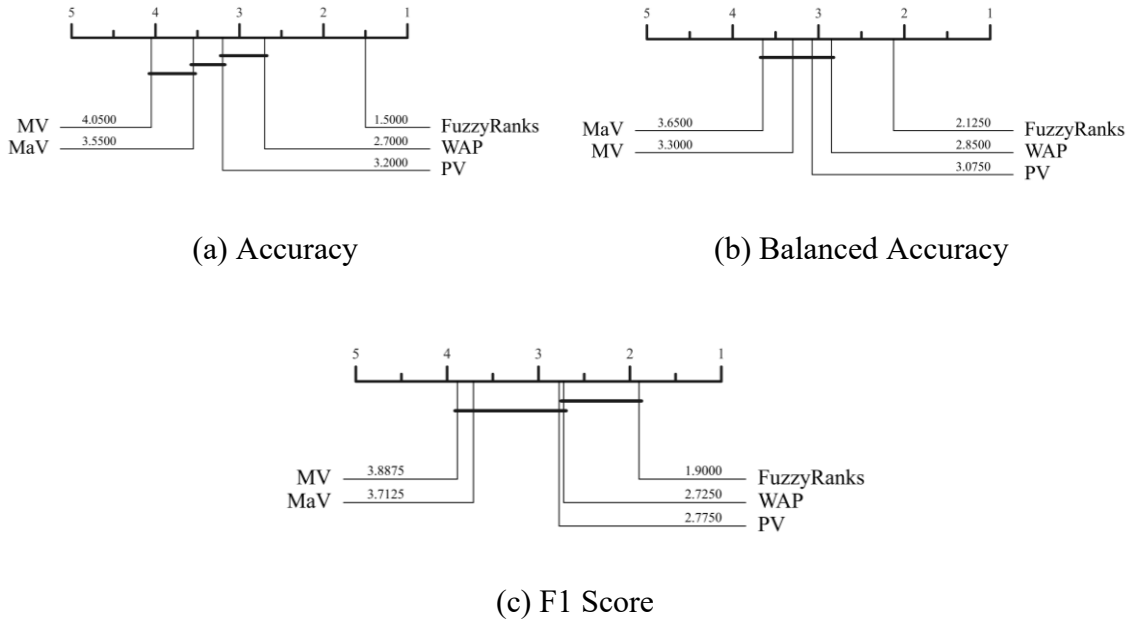 5 4 3 2 1
MV 4.0500 1.5000 FuzzyRanks
MaV 3.5500 2.7000 WAP
3.2000 PV
(a) Accuracy
5 4 3 2 1
MaV 3.6500 2.1250 FuzzyRanks
MV 3.3000 2.8500 WAP
3.0750 PV
(b) Balanced Accuracy
5 4 3 2 1
MV 3.8875 1.9000 FuzzyRanks
MaV 3.7125 2.7250 WAP
2.7750 PV
(c) F1 Score